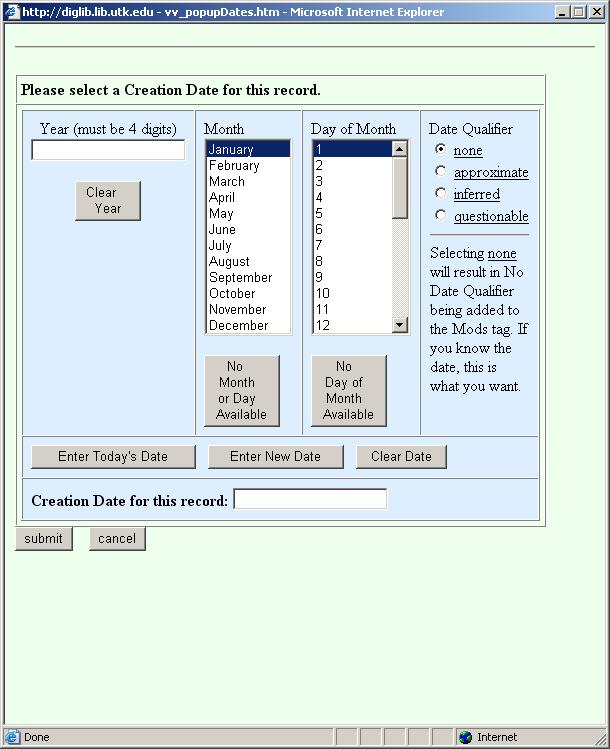 http://diglib.lib.utk.edu - vv_popupDates.htm - Microsoft Internet Explorer
Please select a Creation Date for this record.
Year (must be 4 digits)
Clear
Year
Month
January
February
March
April
May
June
July
August
September
October
November
December
No
Month
or Day
Available
Day of Month
1
2
3
4
5
6
7
8
9
10
11
12
No
Day of
Month
Available
Date Qualifier
none
approximate
inferred
questionable
Selecting none
will result in No
Date Qualifier
being added to
the Mods tag. If
you know the
date, this is
what you want.
Enter Today's Date
Enter New Date
Clear Date
Creation Date for this record:
submit
cancel
Done
Internet